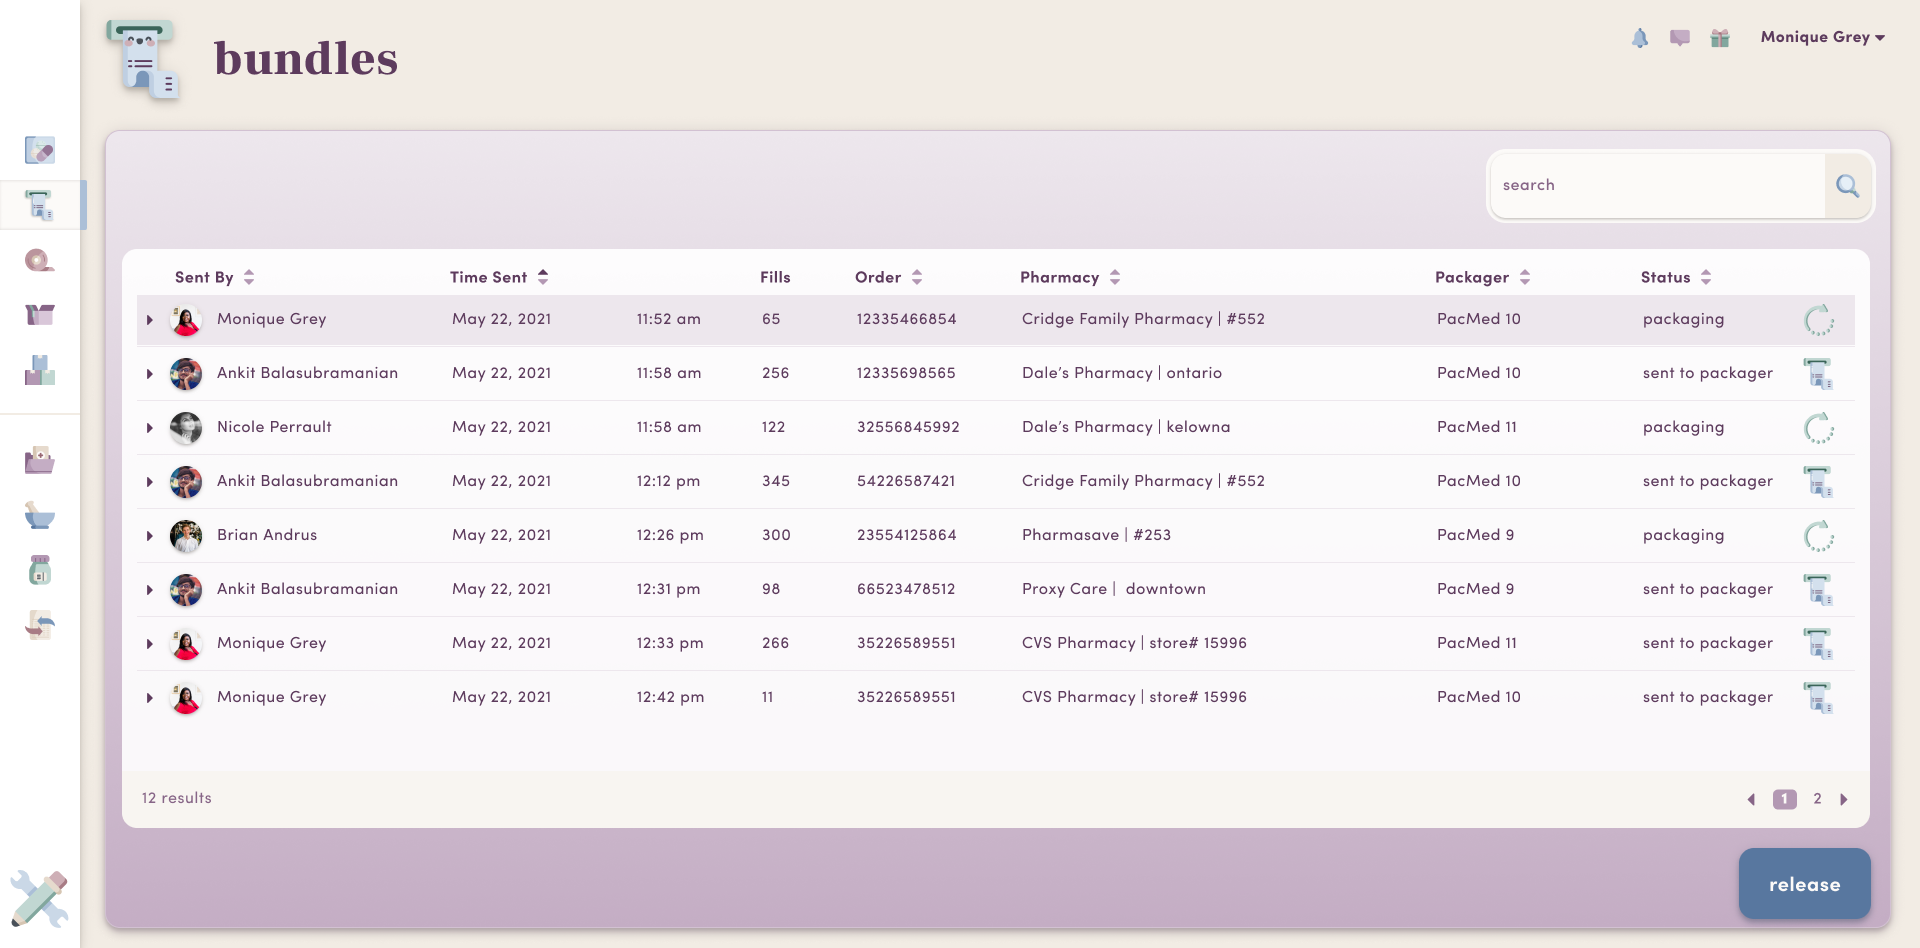 bundles
Monique Grey
search
Sent By Time Sent Fills Order Pharmacy Packager Status
Monique Grey May 22, 2021 11:52 am 65 12335466854 Cridge Family Pharmacy | #552 PacMed 10 packaging
Ankit Balasubramanian May 22, 2021 11:58 am 256 12335698565 Dale’s Pharmacy | ontario PacMed 10 sent to packager
Nicole Perrault May 22, 2021 11:58 am 122 32556845992 Dale’s Pharmacy | kelowna PacMed 11 packaging
Ankit Balasubramanian May 22, 2021 12:12 pm 345 54226587421 Cridge Family Pharmacy | #552 PacMed 10 sent to packager
Brian Andrus May 22, 2021 12:26 pm 300 23554125864 Pharmasave | #253 PacMed 9 packaging
Ankit Balasubramanian May 22, 2021 12:31 pm 98 66523478512 Proxy Care | downtown PacMed 9 sent to packager
Monique Grey May 22, 2021 12:33 pm 266 35226589551 CVS Pharmacy | store# 15996 PacMed 11 sent to packager
Monique Grey May 22, 2021 12:42 pm 11 35226589551 CVS Pharmacy | store# 15996 PacMed 10 sent to packager
12 results 1 2
release